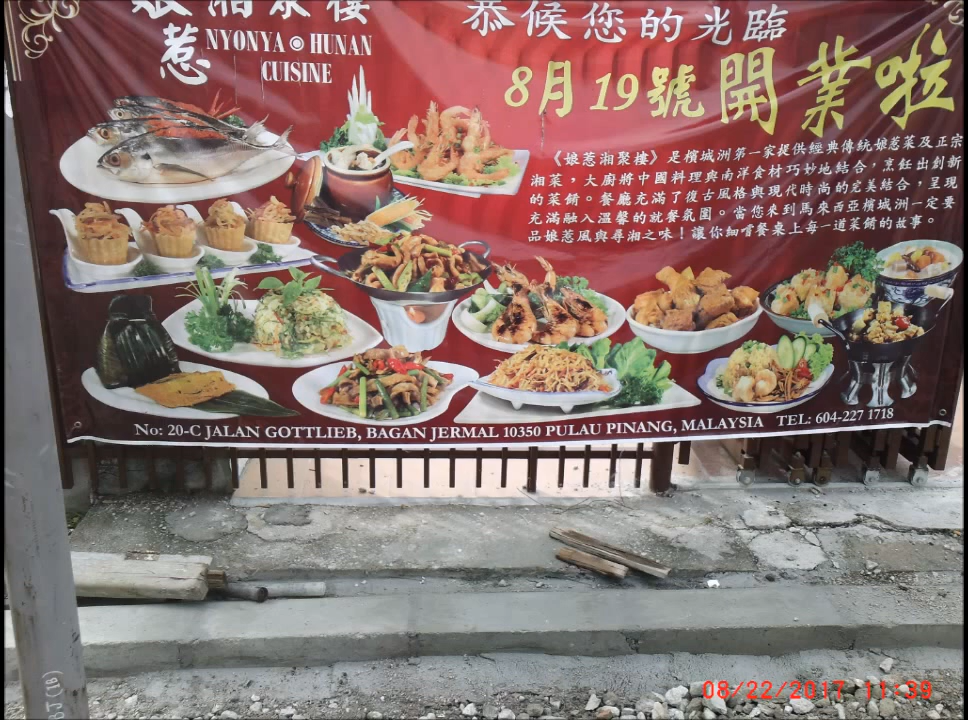 娘湘聚樓
惹 NYONYA ◎ HUNAN
CUISINE
恭候您的光臨
8月19號開業啦
《娘惹湘聚樓》是檳城洲第一家提供經典傳統娘惹菜及正宗
湘菜，大廚將中國料理與南洋食材巧妙地結合，烹飪出創新
的菜餚。餐廳充滿了復古風格與現代時尚的完美結合，呈現
充滿融入溫馨的就餐氛圍。當您來到馬來西亞檳城洲一定要
品娘惹風與尋湘之味！讓你細嚐餐桌上每一道菜餚的故事。
No: 20-C JALAN GOTTLIEB, BAGAN JERMAL 10350 PULAU PINANG, MALAYSIA TEL: 604-227 1718
BJ(1B)
08/22/2017 11:39